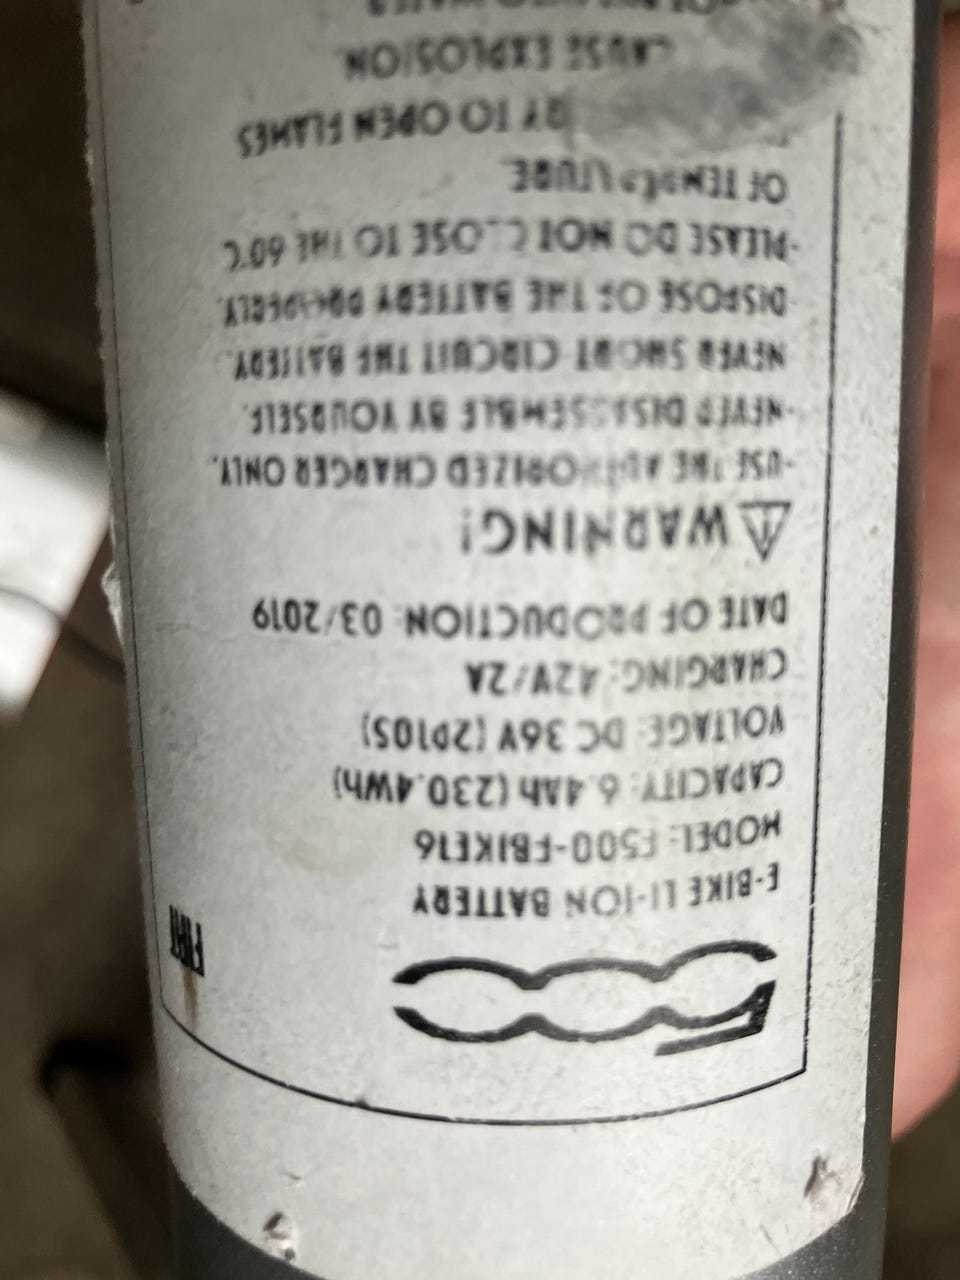 500
FIAT
E-BIKE LI-ION BATTERY
MODEL: F500-FBIKE16
CAPACITY: 6.4Ah (230.4Wh)
VOLTAGE: DC 36V (2P10S)
CHARGING: 42V/2A
DATE OF PRODUCTION: 03/2019
WARNING!
-USE THE AUTHORIZED CHARGER ONLY.
-NEVER DISASSEMBLE BY YOURSELF.
NEVER SHORT CIRCUIT THE BATTERY.
DISPOSE OF THE BATTERY PROPERLY.
-PLEASE DO NOT CLOSE TO THE 60℃
OF TEMPERATURE.
TO OPEN FLAMES
CAUSE EXPLOSION.
INTO WATER